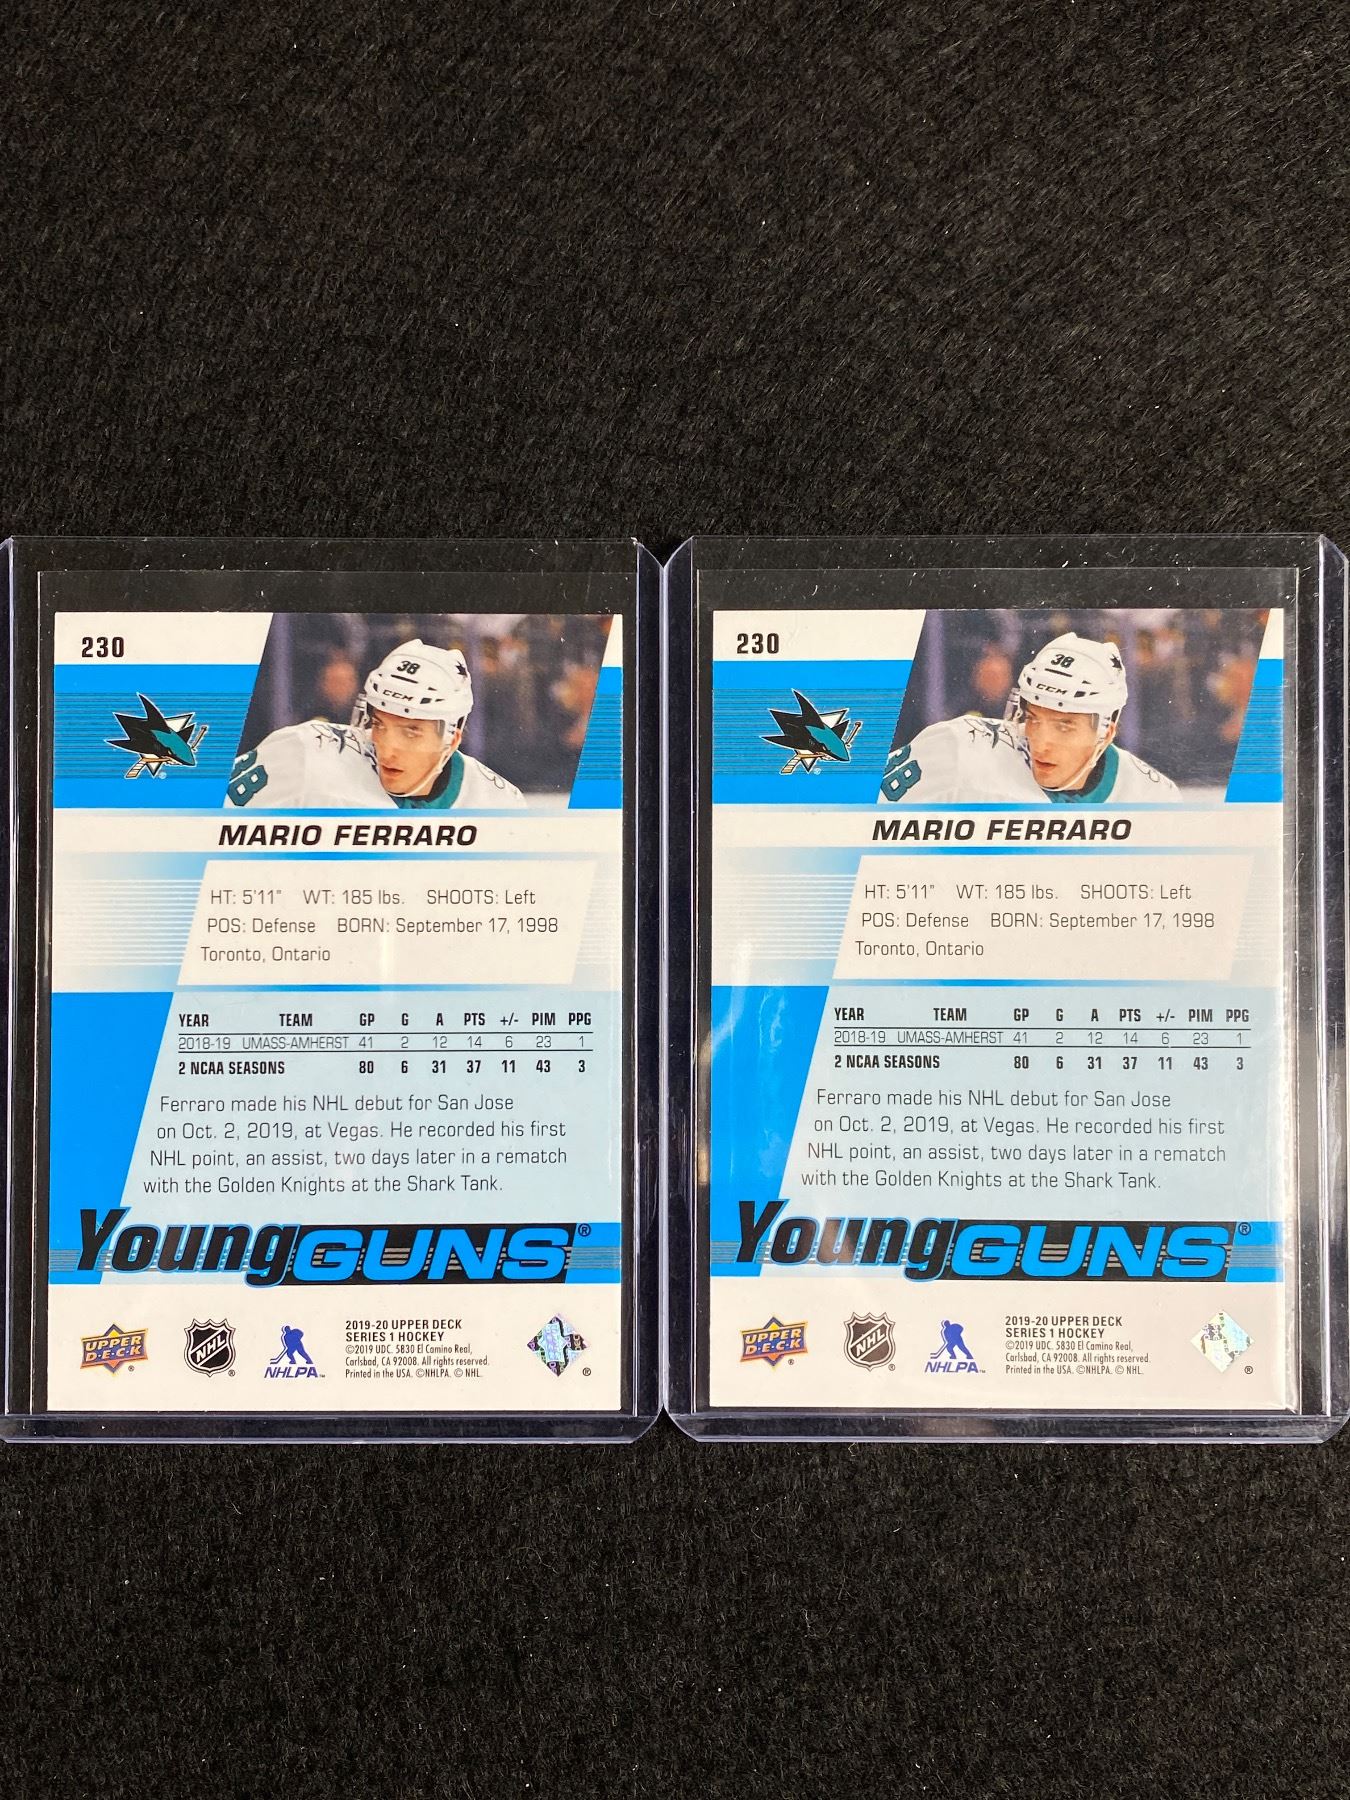 230
38
CCM
38
MARIO FERRARO
HT: 5'11" WT: 185 lbs. SHOOTS: Left
POS: Defense BORN: September 17, 1998
Toronto, Ontario
YEAR TEAM GP G A PTS +/- PIM PPG
2018-19 UMASS-AMHERST 41 2 12 14 6 23 1
2 NCAA SEASONS 80 6 31 37 11 43 3
Ferraro made his NHL debut for San Jose
on Oct. 2, 2019, at Vegas. He recorded his first
NHL point, an assist, two days later in a rematch
with the Golden Knights at the Shark Tank.
Young GUNS®
UPPER DECK®
NHL®
NHLPA™
2019-20 UPPER DECK
SERIES 1 HOCKEY
©2019 UDC. 5830 El Camino Real,
Carlsbad, CA 92008. All rights reserved.
Printed in the USA. ©NHLPA. © NHL.
®
230
38
CCM
38
MARIO FERRARO
HT: 5'11" WT: 185 lbs. SHOOTS: Left
POS: Defense BORN: September 17, 1998
Toronto, Ontario
YEAR TEAM GP G A PTS +/- PIM PPG
2018-19 UMASS-AMHERST 41 2 12 14 6 23 1
2 NCAA SEASONS 80 6 31 37 11 43 3
Ferraro made his NHL debut for San Jose
on Oct. 2, 2019, at Vegas. He recorded his first
NHL point, an assist, two days later in a rematch
with the Golden Knights at the Shark Tank.
Young GUNS®
UPPER DECK®
NHL®
NHLPA™
2019-20 UPPER DECK
SERIES 1 HOCKEY
©2019 UDC. 5830 El Camino Real,
Carlsbad, CA 92008. All rights reserved.
Printed in the USA. ©NHLPA. © NHL.
®